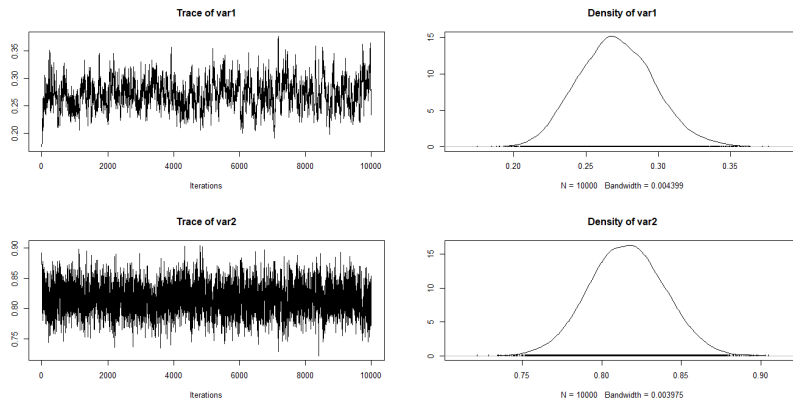 Trace of var1
0.35
0.30
0.25
0.20
0 2000 4000 6000 8000 10000
Iterations
Density of var1
15
10
5
0
0.20 0.25 0.30 0.35
N = 10000 Bandwidth = 0.004399
Trace of var2
0.90
0.85
0.80
0.75
0 2000 4000 6000 8000 10000
Iterations
Density of var2
15
10
5
0
0.75 0.80 0.85 0.90
N = 10000 Bandwidth = 0.003975